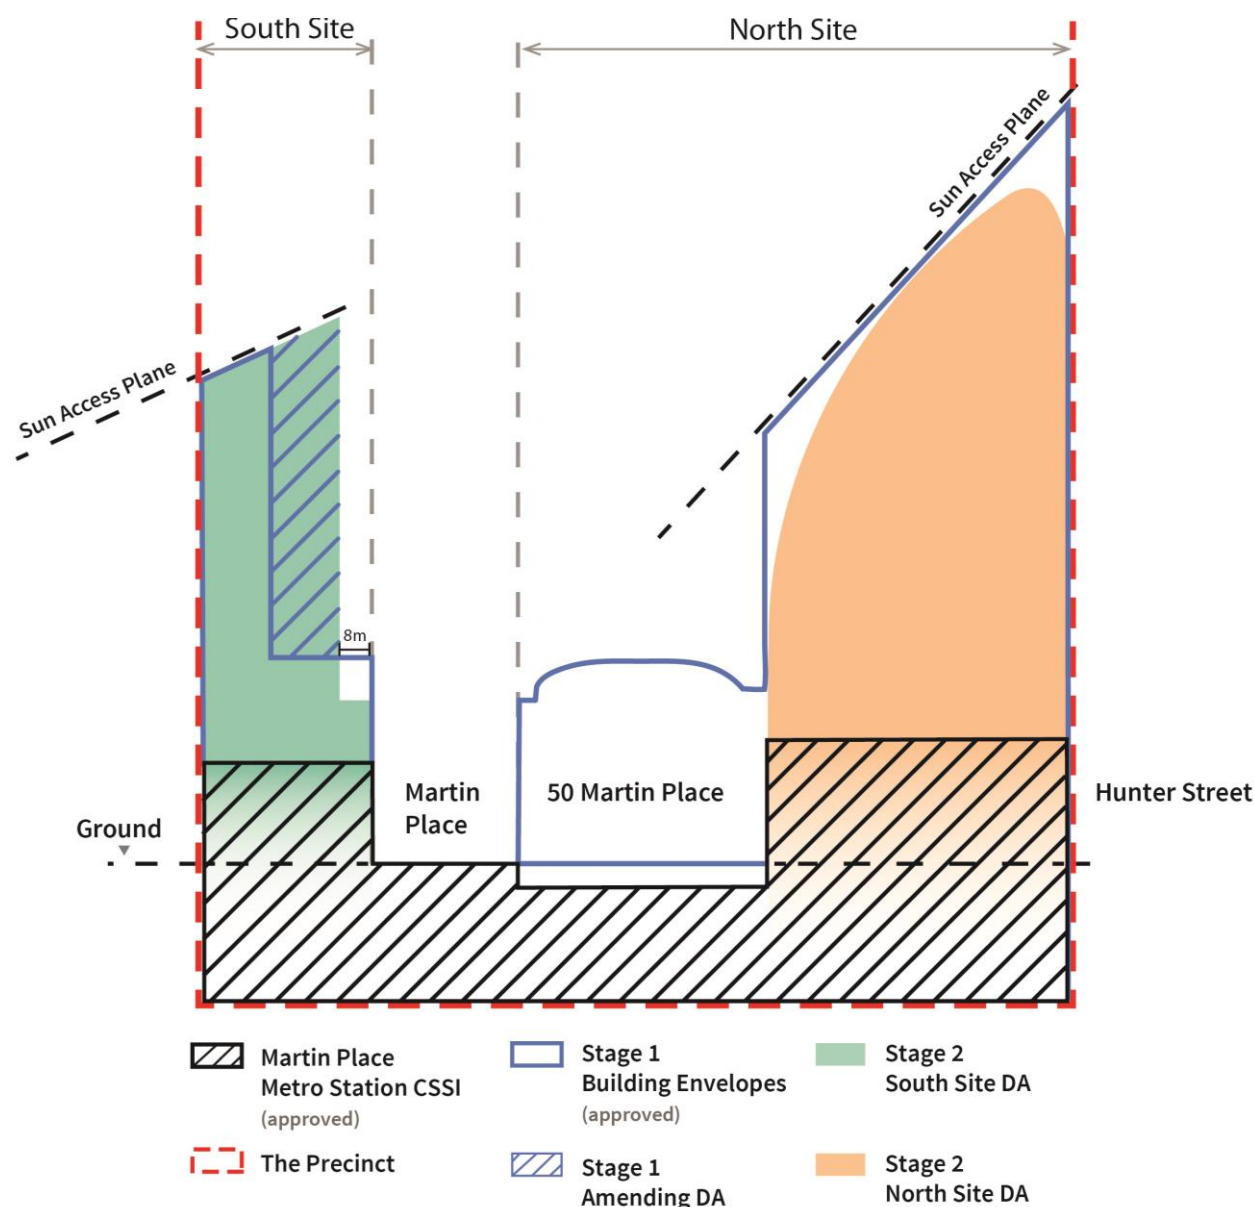 South Site
North Site
Sun Access Plane
Sun Access Plane
8m
Martin
Place
50 Martin Place
Hunter Street
Ground
Martin Place
Metro Station CSSI
(approved)
Stage 1
Building Envelopes
(approved)
Stage 2
South Site DA
The Precinct
Stage 1
Amending DA
Stage 2
North Site DA